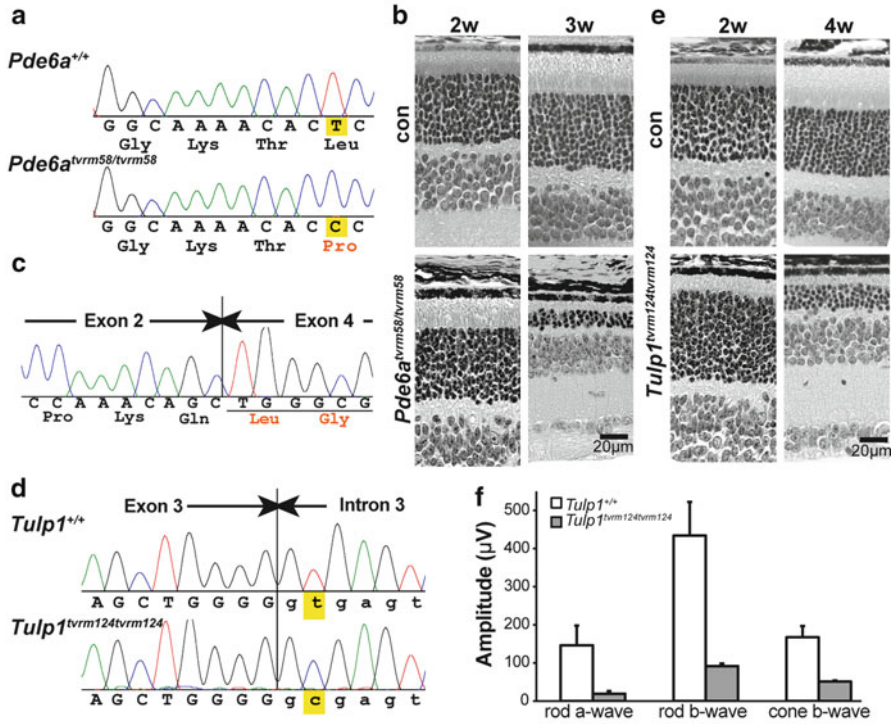 a
Pde6a+/+
G G C A A A A C A C T C
Gly Lys Thr Leu
Pde6atvrm58/tvrm58
G G C A A A A C A C C C
Gly Lys Thr Pro
b
2w 3w
con
Pde6atvrm58/tvrm58
20µm
c
Exon 2 Exon 4
C C A A A C A G C T G G G C G
Pro Lys Gln Leu Gly
d
Exon 3 Intron 3
Tulp1+/+
A G C T G G G G g t g a g t
Tulp1tvrm124tvrm124
A G C T G G G G g c g a g t
e
2w 4w
con
Tulp1tvrm124tvrm124
20µm
f
Amplitude (µV)
500
400
300
200
100
0
Tulp1+/+
Tulp1tvrm124tvrm124
rod a-wave rod b-wave cone b-wave